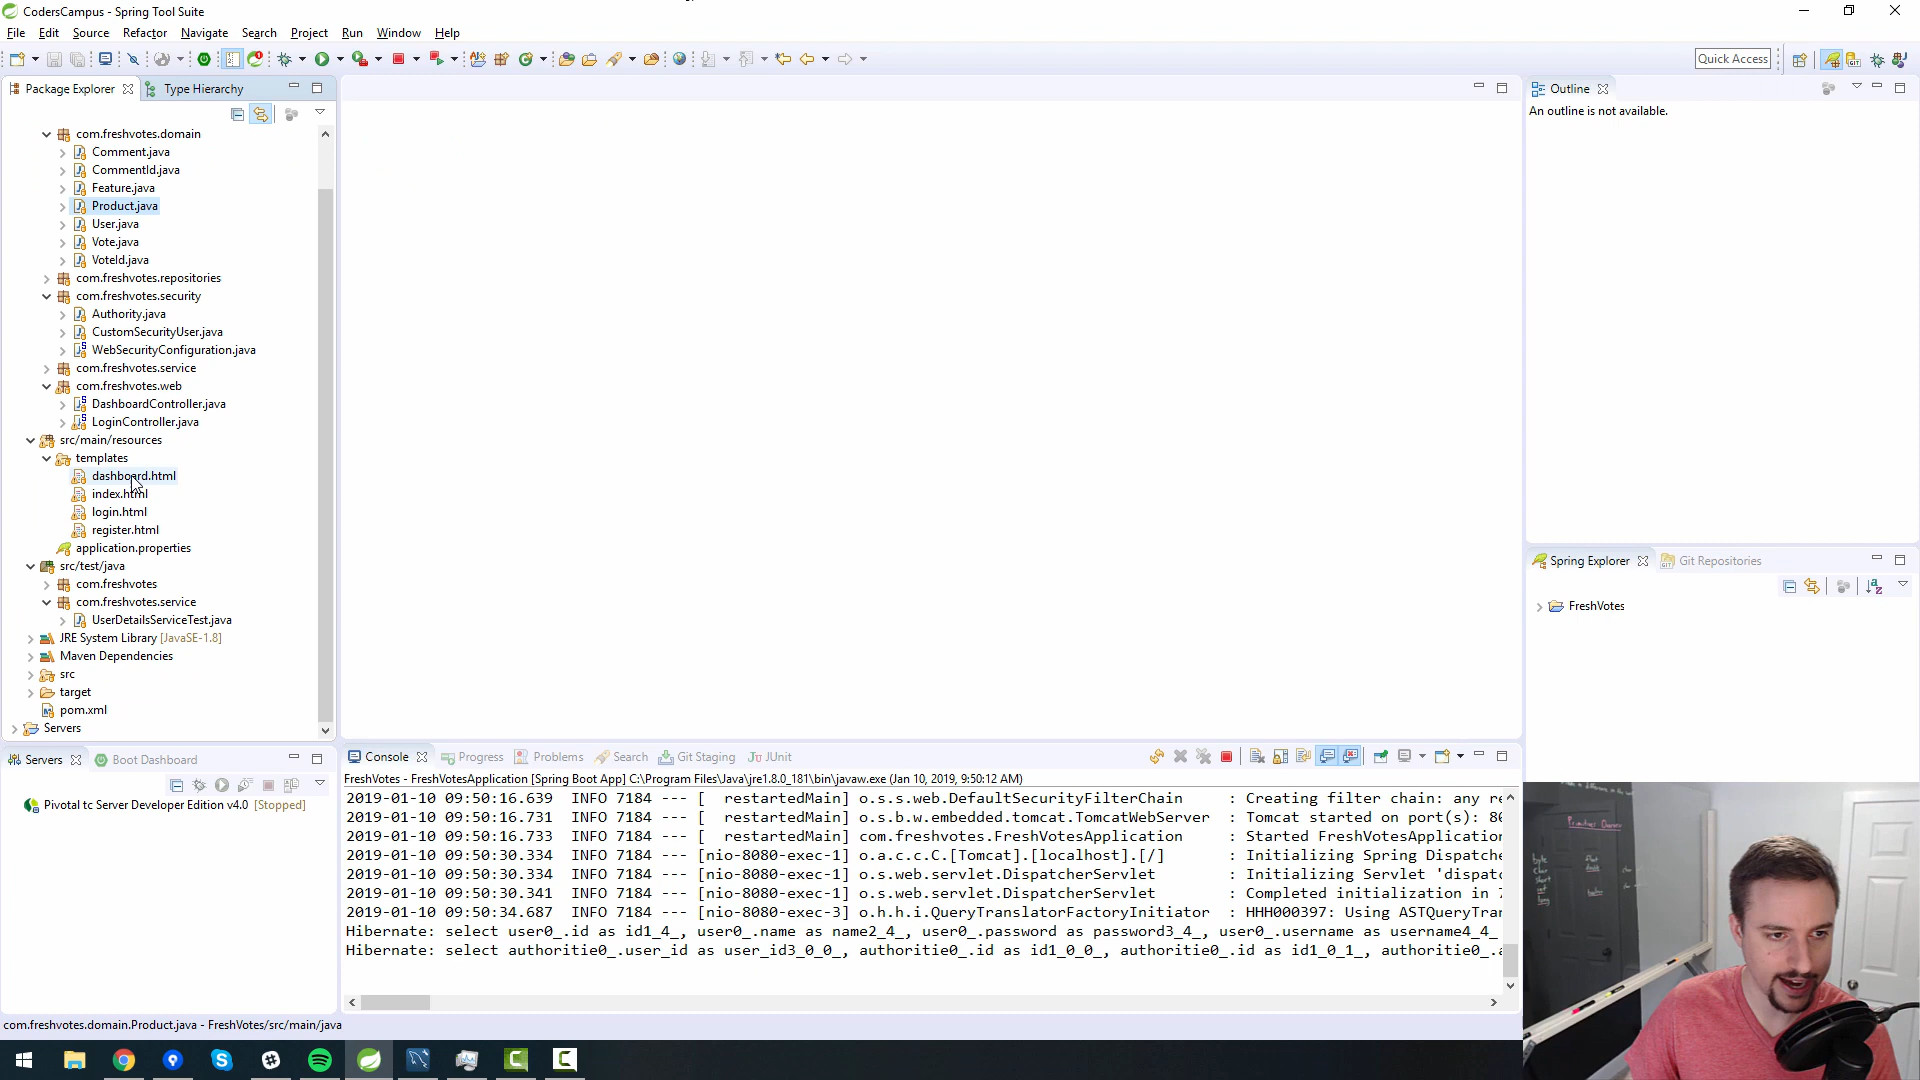 CodersCampus - Spring Tool Suite
File Edit Source Refactor Navigate Search Project Run Window Help
Quick Access
Package Explorer
Type Hierarchy
com.freshvotes.domain
Comment.java
CommentId.java
Feature.java
Product.java
User.java
Vote.java
VoteId.java
com.freshvotes.repositories
com.freshvotes.security
Authority.java
CustomSecurityUser.java
WebSecurityConfiguration.java
com.freshvotes.service
com.freshvotes.web
DashboardController.java
LoginController.java
src/main/resources
templates
dashboard.html
index.html
login.html
register.html
application.properties
src/test/java
com.freshvotes
com.freshvotes.service
UserDetailsServiceTest.java
JRE System Library [JavaSE-1.8]
Maven Dependencies
src
target
pom.xml
Servers
Outline
An outline is not available.
Spring Explorer
Git Repositories
FreshVotes
Servers
Boot Dashboard
Pivotal tc Server Developer Edition v4.0 [Stopped]
Console Progress Problems Search Git Staging JUnit
FreshVotes - FreshVotesApplication [Spring Boot App] C:\Program Files\Java\jre1.8.0_181\bin\javaw.exe (Jan 10, 2019, 9:50:12 AM)
2019-01-10 09:50:16.639 INFO 7184 --- [ restartedMain] o.s.s.web.DefaultSecurityFilterChain : Creating filter chain: any re
2019-01-10 09:50:16.731 INFO 7184 --- [ restartedMain] o.s.b.w.embedded.tomcat.TomcatWebServer : Tomcat started on port(s): 80
2019-01-10 09:50:16.733 INFO 7184 --- [ restartedMain] com.freshvotes.FreshVotesApplication : Started FreshVotesApplication
2019-01-10 09:50:30.334 INFO 7184 --- [nio-8080-exec-1] o.a.c.c.C.[Tomcat].[localhost].[/] : Initializing Spring Dispatche
2019-01-10 09:50:30.334 INFO 7184 --- [nio-8080-exec-1] o.s.web.servlet.DispatcherServlet : Initializing Servlet 'dispatc
2019-01-10 09:50:30.341 INFO 7184 --- [nio-8080-exec-1] o.s.web.servlet.DispatcherServlet : Completed initialization in 7
2019-01-10 09:50:34.687 INFO 7184 --- [nio-8080-exec-3] o.h.h.i.QueryTranslatorFactoryInitiator : HHH000397: Using ASTQueryTran
Hibernate: select user0_.id as id1_4_, user0_.name as name2_4_, user0_.password as password3_4_, user0_.username as username4_4_
Hibernate: select authoritie0_.user_id as user_id3_0_0_, authoritie0_.id as id1_0_0_, authoritie0_.id as id1_0_1_, authoritie0_.a
com.freshvotes.domain.Product.java - FreshVotes/src/main/java